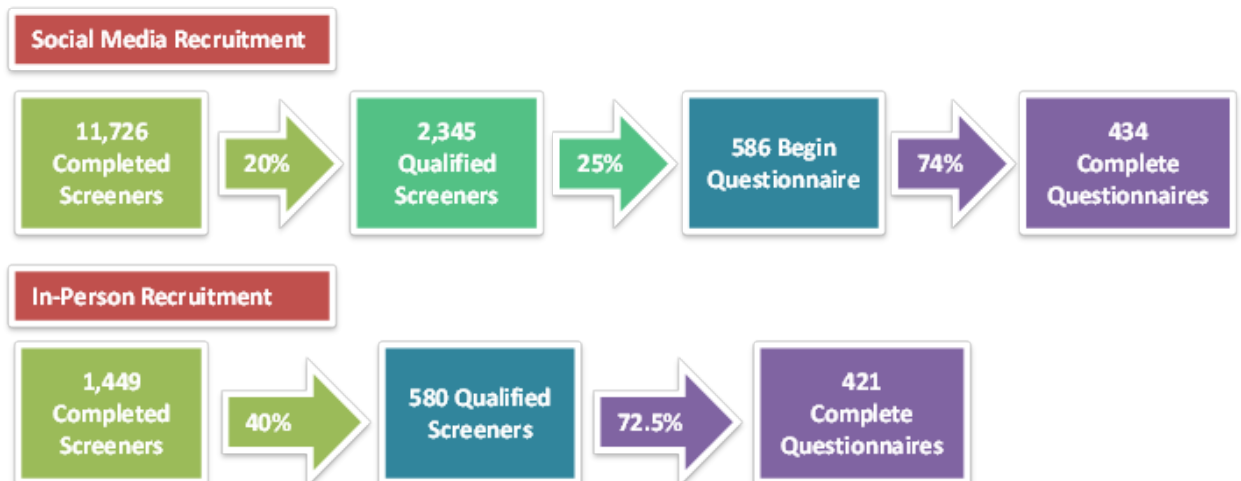 Social Media Recruitment
11,726
Completed
Screeners
20%
2,345
Qualified
Screeners
25%
586 Begin
Questionnaire
74%
434
Complete
Questionnaires
In-Person Recruitment
1,449
Completed
Screeners
40%
580 Qualified
Screeners
72.5%
421
Complete
Questionnaires